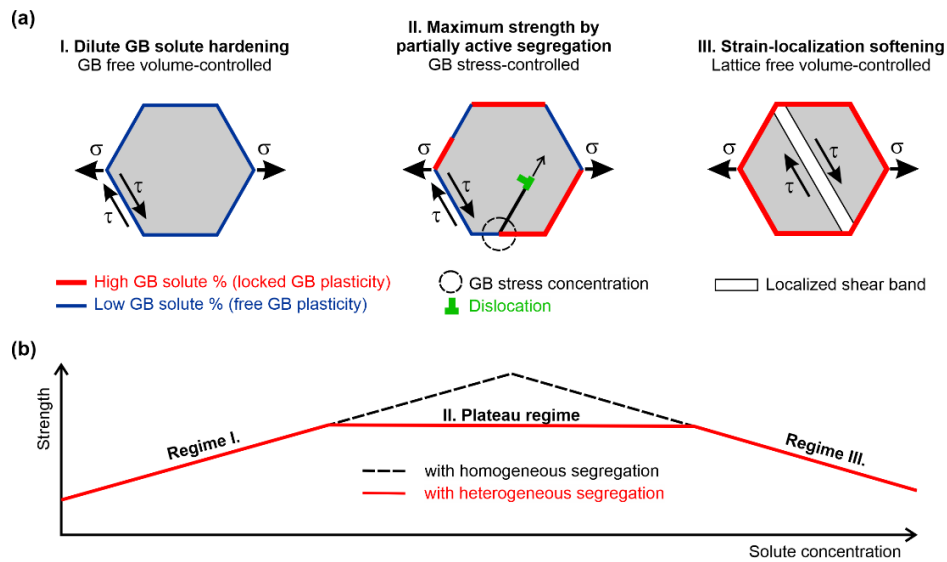 (a)
I. Dilute GB solute hardening
GB free volume-controlled
II. Maximum strength by
partially active segregation
GB stress-controlled
III. Strain-localization softening
Lattice free volume-controlled
σ
σ
τ
τ
σ
σ
τ
τ
σ
σ
τ
τ
High GB solute % (locked GB plasticity)
Low GB solute % (free GB plasticity)
GB stress concentration
Dislocation
Localized shear band
(b)
Strength
Regime I.
II. Plateau regime
Regime III.
with homogeneous segregation
with heterogeneous segregation
Solute concentration